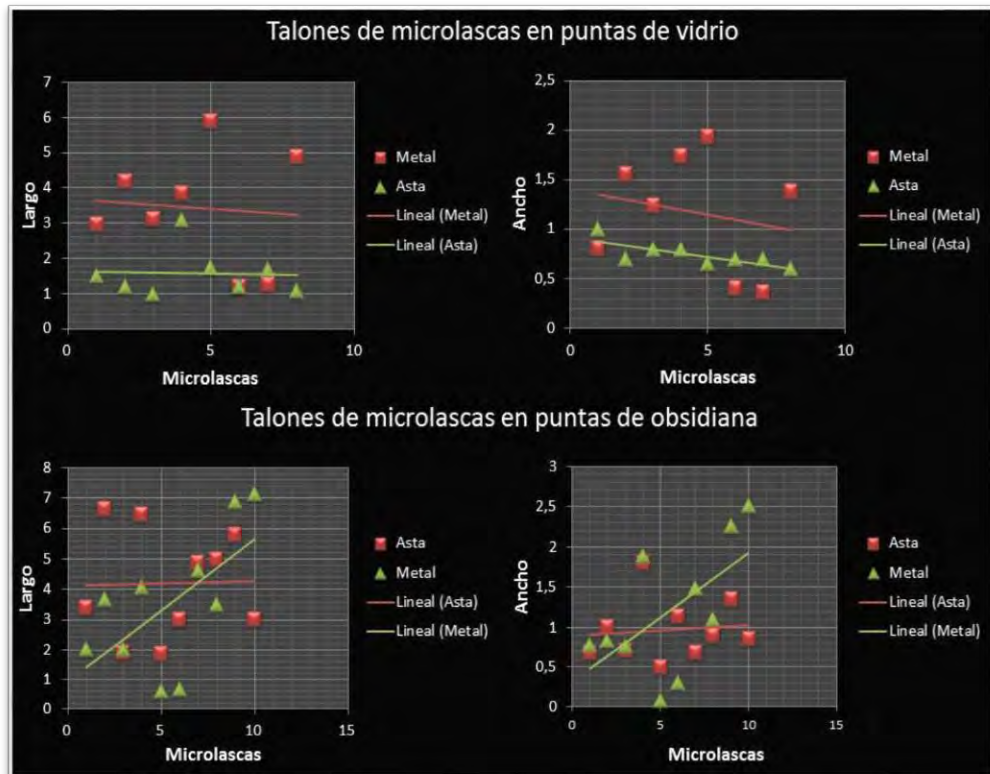 Talones de microlascas en puntas de vidrio
7
6
5
4
3
2
1
0
0 5 10
Largo
Microlascas
Metal
Asta
Lineal (Metal)
Lineal (Asta)
2,5
2
1,5
1
0,5
0
0 5 10
Ancho
Microlascas
Metal
Asta
Lineal (Metal)
Lineal (Asta)
Talones de microlascas en puntas de obsidiana
8
7
6
5
4
3
2
1
0
0 5 10 15
Largo
Microlascas
Asta
Metal
Lineal (Asta)
Lineal (Metal)
3
2,5
2
1,5
1
0,5
0
0 5 10 15
Ancho
Microlascas
Asta
Metal
Lineal (Asta)
Lineal (Metal)